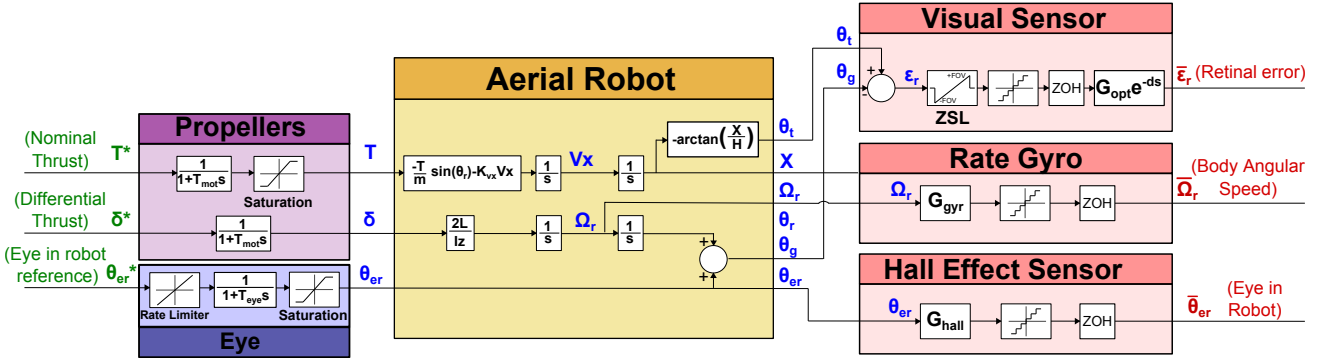 Visual Sensor
θt
θg
εr
+FOV
-FOV
ZSL
ZOH
Gopt e^-ds
ε̅r (Retinal error)
Aerial Robot
-arctan(X/H)
θt
Propellers
(Nominal Thrust) T*
1/(1+Tmot s)
Saturation
T
-T/m sin(θr)-Kvx Vx
1/s
Vx
1/s
X
Rate Gyro
Ωr
Ggyr
ZOH
(Body Angular Speed)
Ω̅r
(Differential Thrust)
δ*
1/(1+Tmot s)
δ
2L/Iz
1/s
Ωr
1/s
Ωr
θr
θg
θer
(Eye in robot reference) θer*
Rate Limiter
1/(1+Teye s)
Saturation
θer
Eye
Hall Effect Sensor
θer
Ghall
ZOH
(Eye in Robot)
θ̅er
+
-
+
+